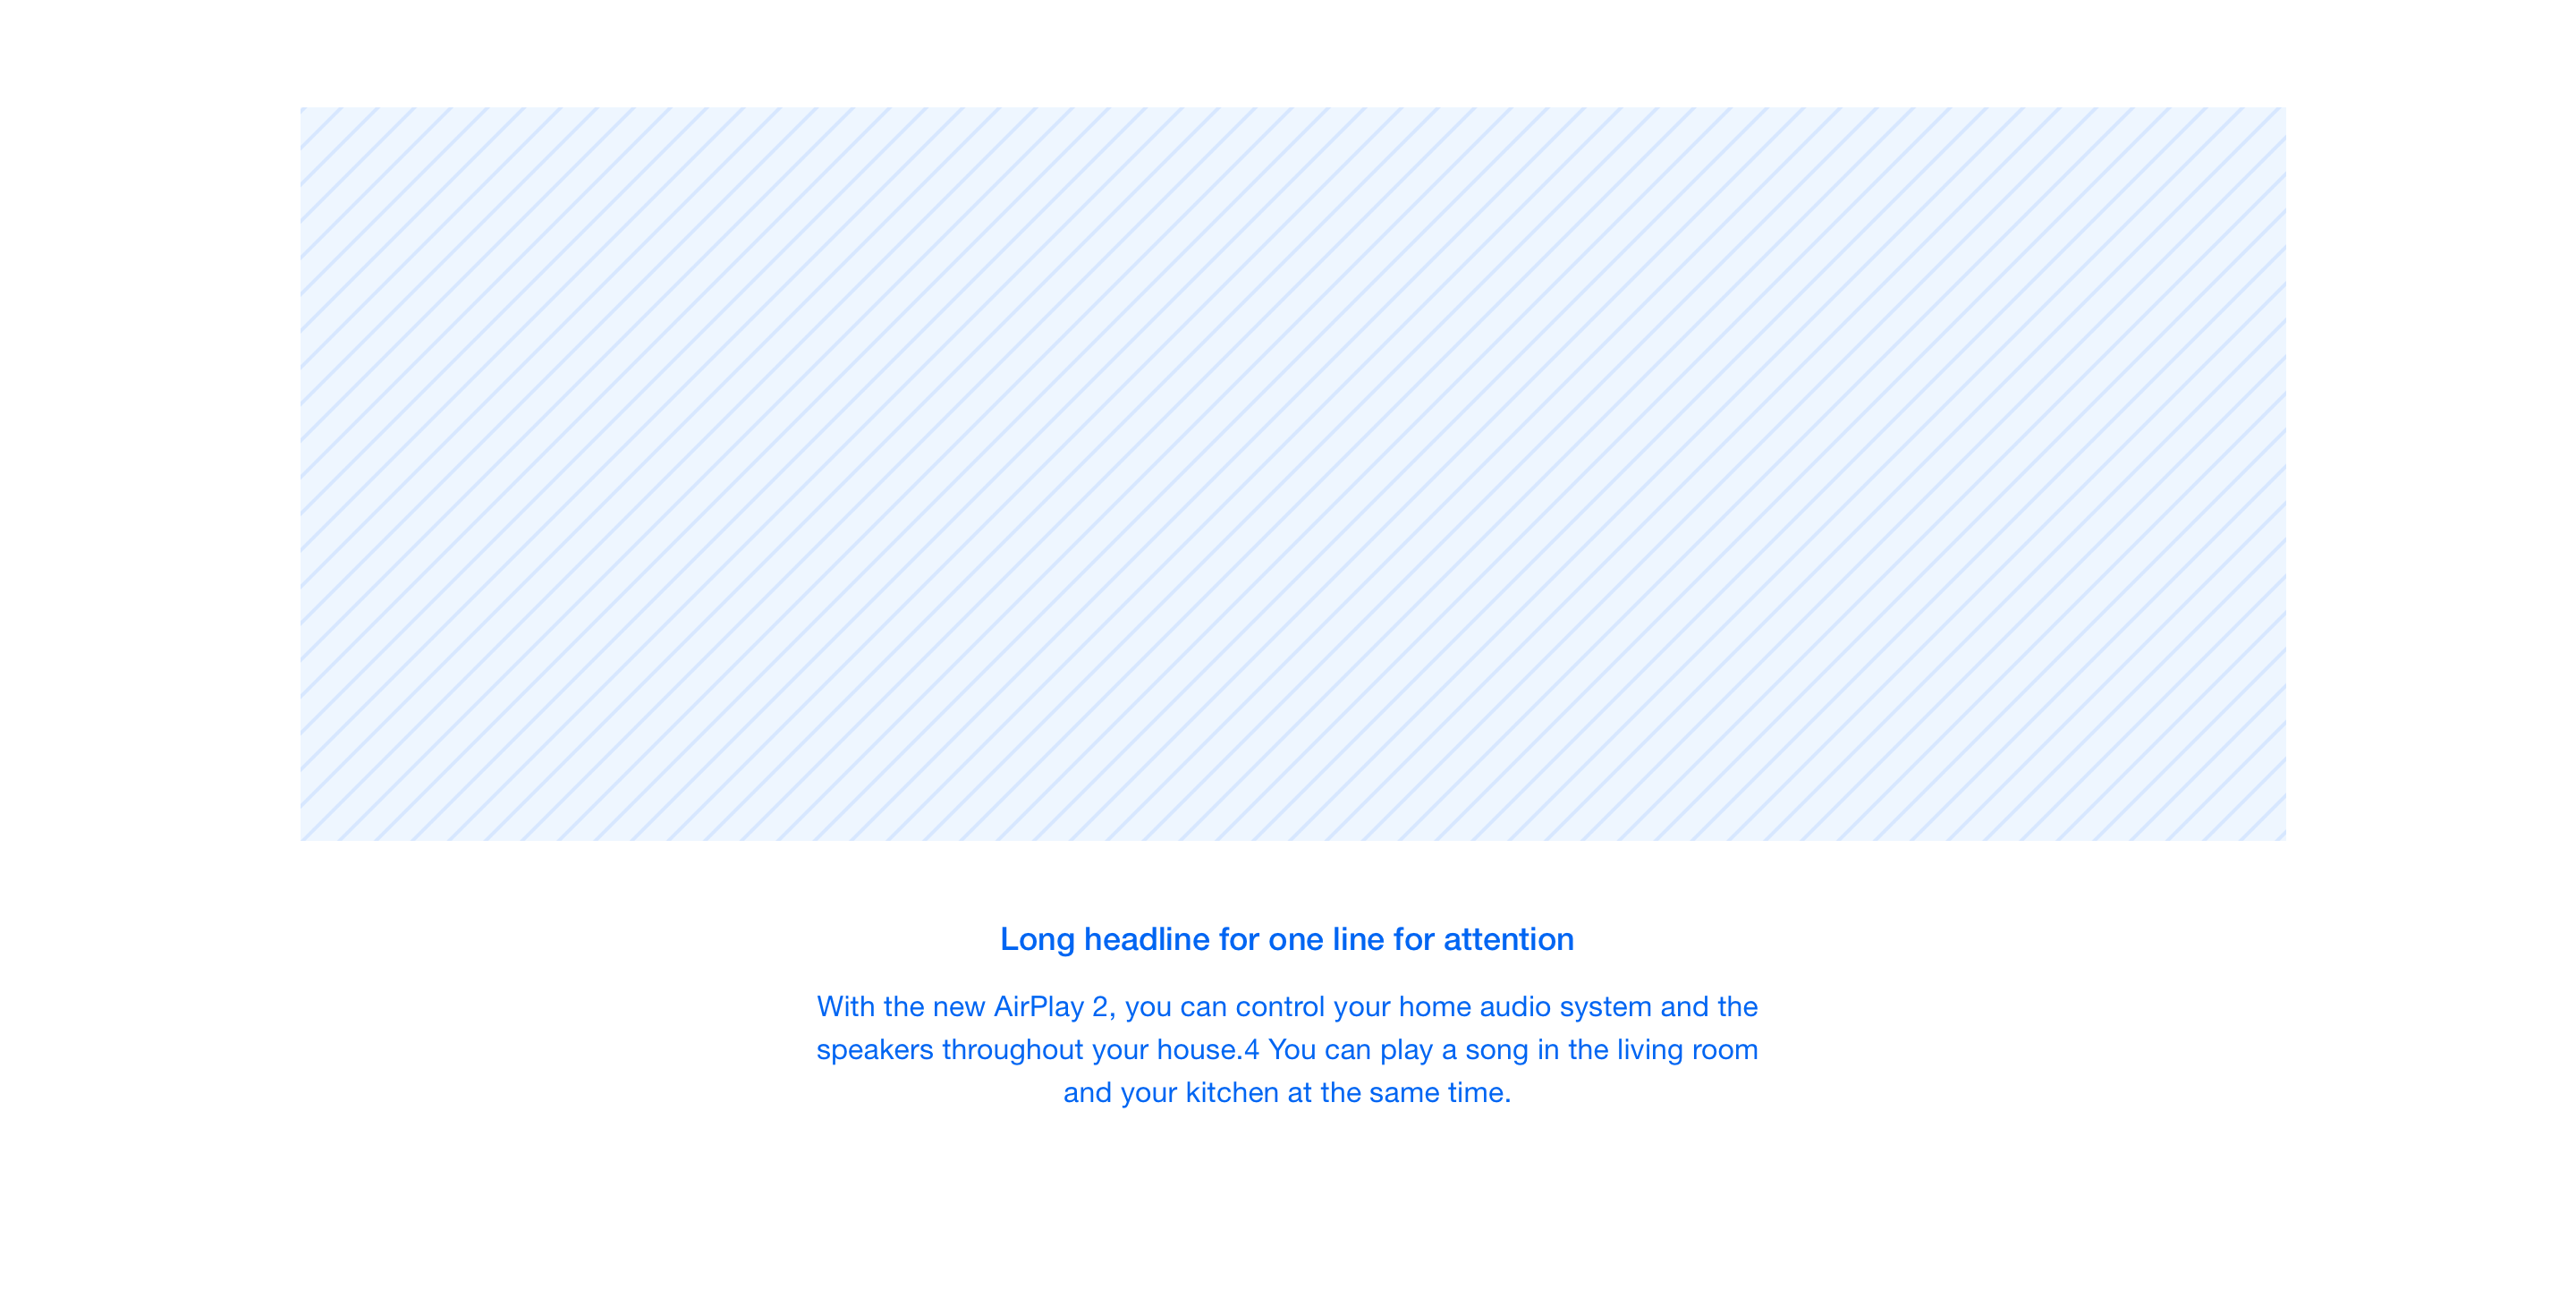 Long headline for one line for attention
With the new AirPlay 2, you can control your home audio system and the
speakers throughout your house.4 You can play a song in the living room
and your kitchen at the same time.